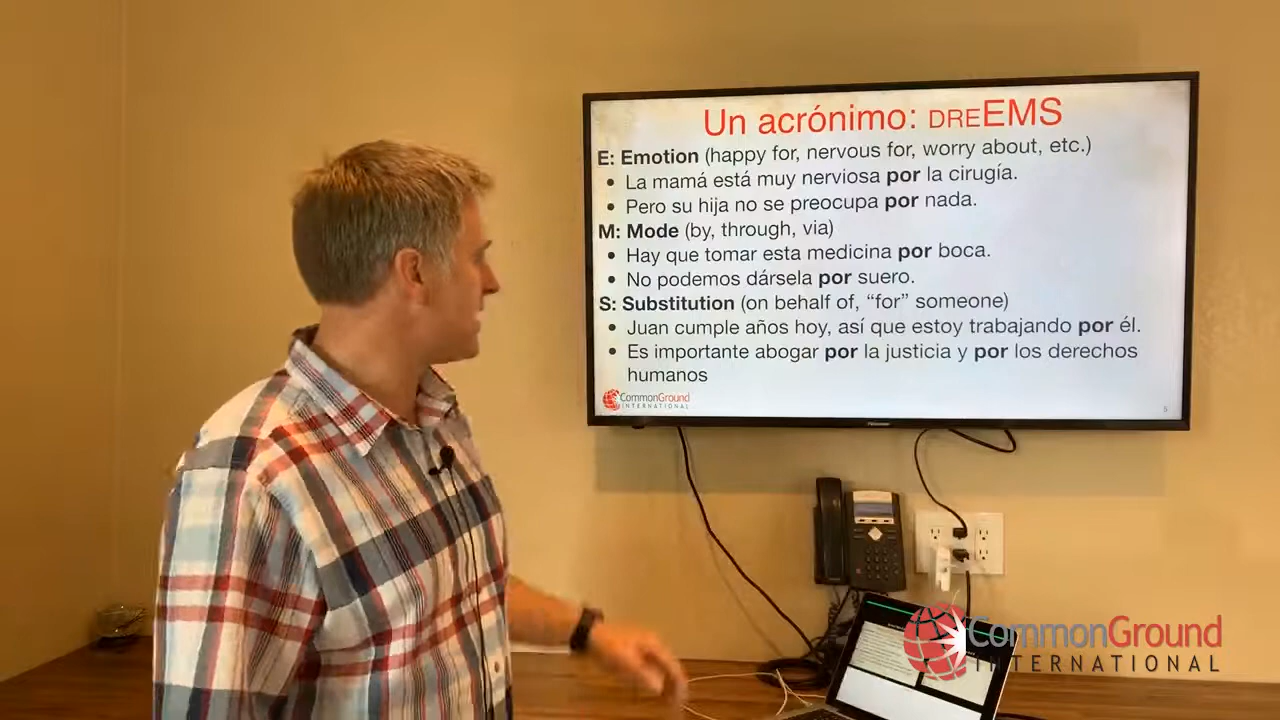 Un acrónimo: DREEMS
E: Emotion (happy for, nervous for, worry about, etc.)
• La mamá está muy nerviosa por la cirugía.
• Pero su hija no se preocupa por nada.
M: Mode (by, through, via)
• Hay que tomar esta medicina por boca.
• No podemos dársela por suero.
S: Substitution (on behalf of, “for” someone)
• Juan cumple años hoy, así que estoy trabajando por él.
• Es importante abogar por la justicia y por los derechos
humanos
CommonGround
INTERNATIONAL
5
CommonGround
INTERNATIONAL